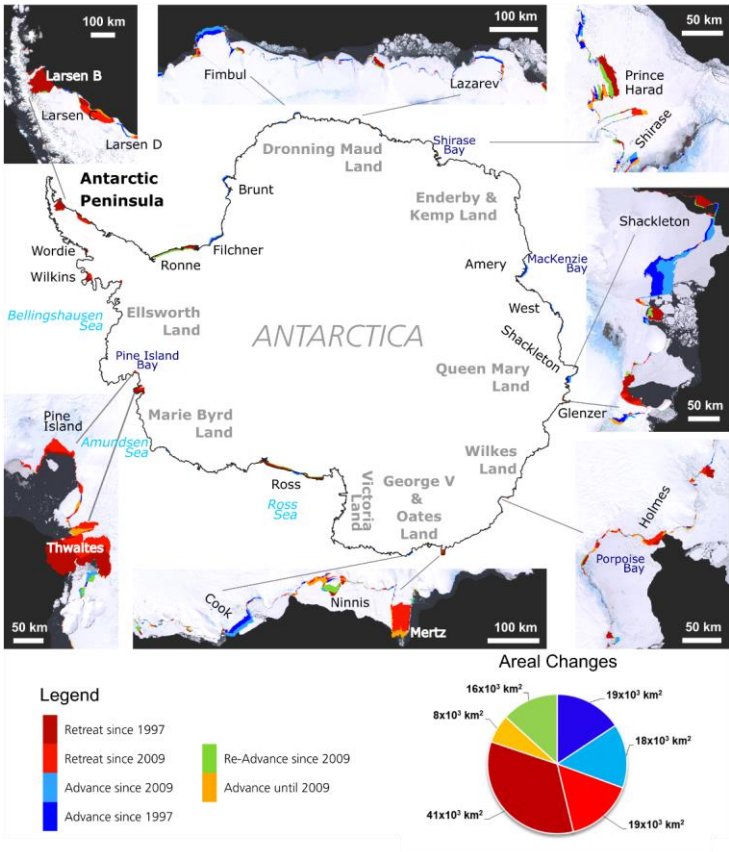 100 km
Larsen B
Larsen C
Larsen D
100 km
Fimbul
Lazarev
50 km
Prince
Harad
Shirase
Dronning Maud
Land
Shirase
Bay
Antarctic
Peninsula
Brunt
Enderby &
Kemp Land
Shackleton
Wordie
Wilkins
Ronne
Filchner
Amery
MacKenzie
Bay
Bellingshausen
Sea
Ellsworth
Land
ANTARCTICA
West
Shackleton
Pine Island
Bay
Queen Mary
Land
50 km
Glenzer
Pine
Island
Amundsen
Sea
Marie Byrd
Land
Wilkes
Land
Ross
Ross
Sea
Victoria
Land
George V
&
Oates
Land
Thwaltes
50 km
Holmes
Porpoise
Bay
50 km
Cook
Ninnis
Mertz
100 km
Legend
Retreat since 1997
Retreat since 2009
Advance since 2009
Advance since 1997
Re-Advance since 2009
Advance until 2009
Areal Changes
16x10³ km²
19x10³ km²
8x10³ km²
18x10³ km²
41x10³ km²
19x10³ km²